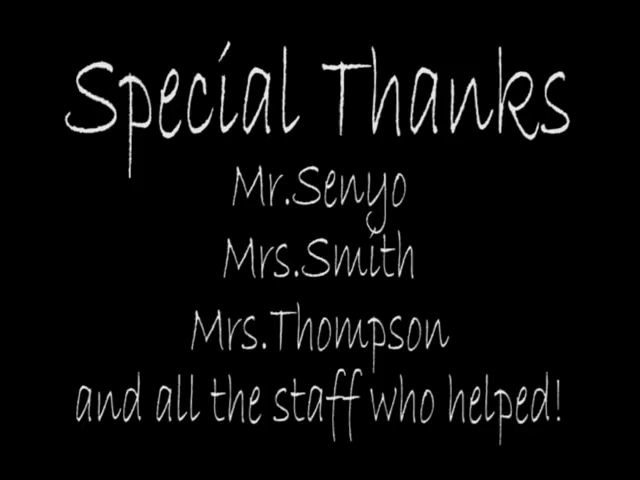 Special Thanks
Mr.Senyo
Mrs.Smith
Mrs.Thompson
and all the staff who helped!